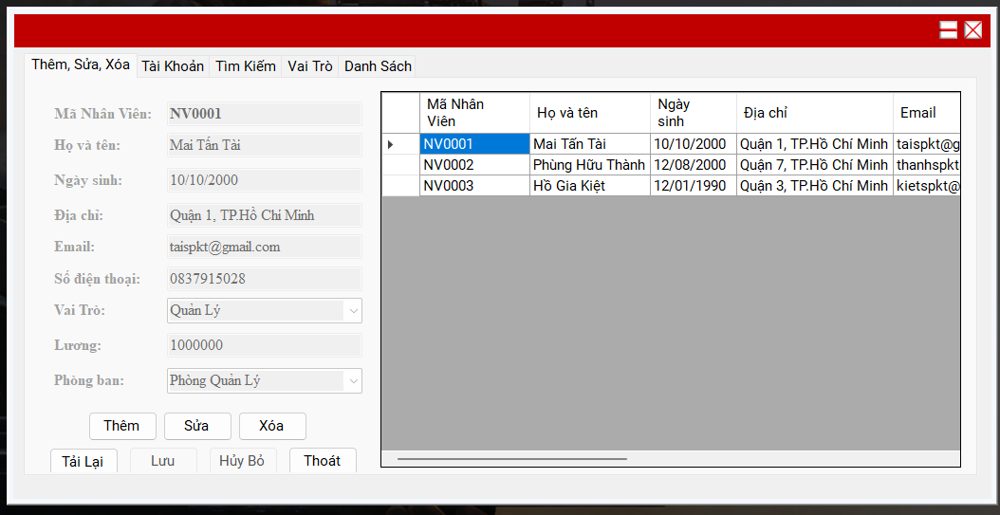 Thêm, Sửa, Xóa Tài Khoản Tìm Kiếm Vai Trò Danh Sách
Mã Nhân Viên: NV0001
Họ và tên: Mai Tấn Tài
Ngày sinh: 10/10/2000
Địa chỉ: Quận 1, TP.Hồ Chí Minh
Email: taispkt@gmail.com
Số điện thoại: 0837915028
Vai Trò: Quản Lý
Lương: 1000000
Phòng ban: Phòng Quản Lý
Thêm Sửa Xóa
Tải Lại Lưu Hủy Bỏ Thoát
Mã Nhân Viên Họ và tên Ngày sinh Địa chỉ Email
NV0001 Mai Tấn Tài 10/10/2000 Quận 1, TP.Hồ Chí Minh taispkt@g
NV0002 Phùng Hữu Thành 12/08/2000 Quận 7, TP.Hồ Chí Minh thanhspkt
NV0003 Hồ Gia Kiệt 12/01/1990 Quận 3, TP.Hồ Chí Minh kietspkt@